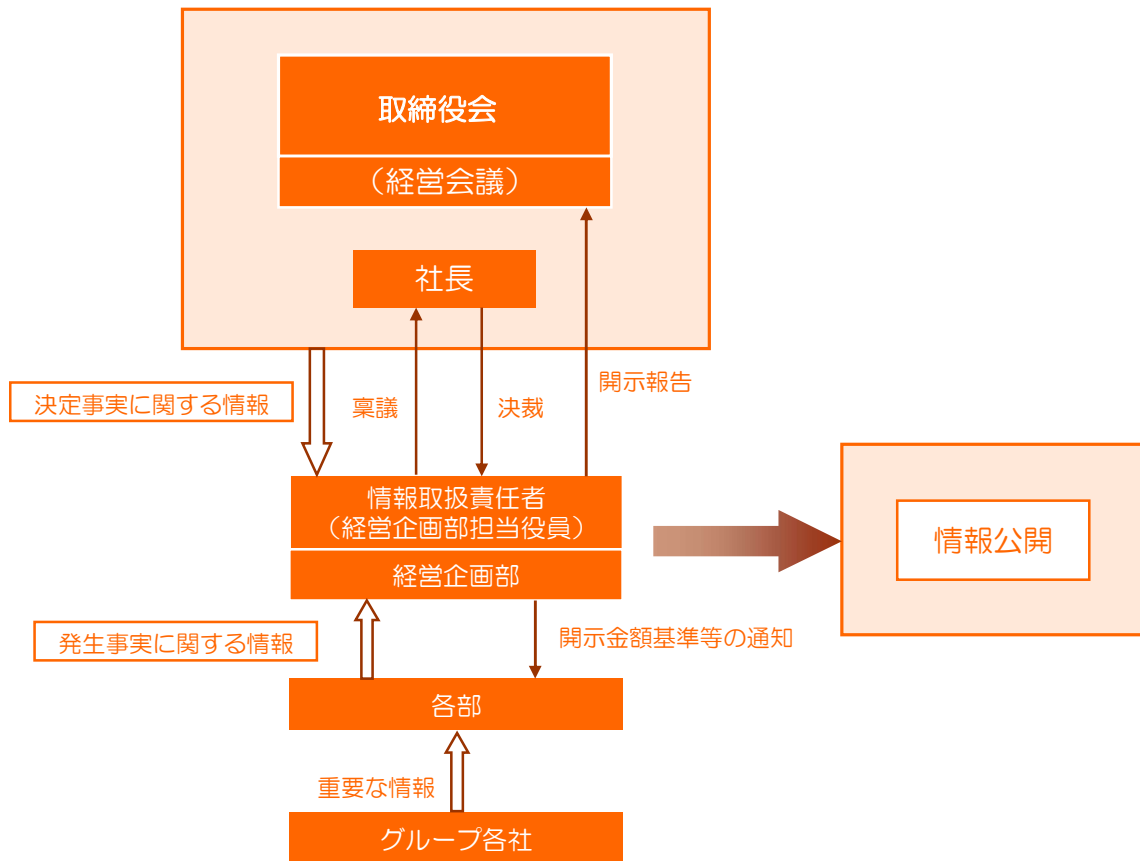 取締役会
（経営会議）
社長
決定事実に関する情報
稟議
決裁
開示報告
情報取扱責任者
（経営企画部担当役員）
経営企画部
情報公開
発生事実に関する情報
開示金額基準等の通知
各部
重要な情報
グループ各社